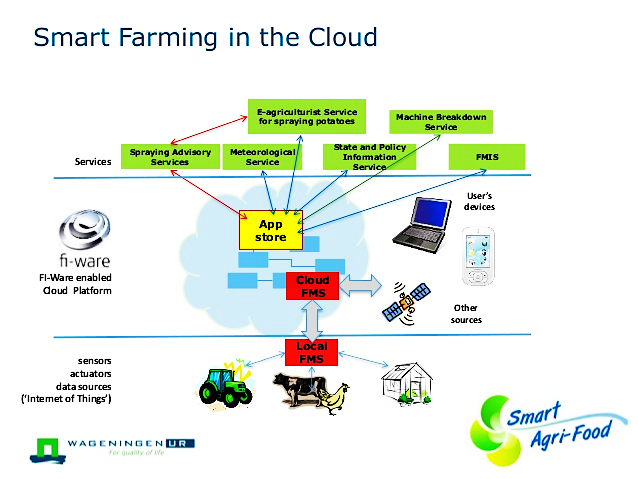 Smart Farming in the Cloud
E-agriculturist Service
for spraying potatoes
Machine Breakdown
Service
Services
Spraying Advisory
Services
Meteorological
Service
State and Policy
Information
Service
FMIS
User's
devices
App
store
fi-ware
FI-Ware enabled
Cloud Platform
Cloud
FMS
Other
sources
Local
FMS
sensors
actuators
data sources
('Internet of Things')
WAGENINGEN UR
For quality of life
Smart
Agri-Food